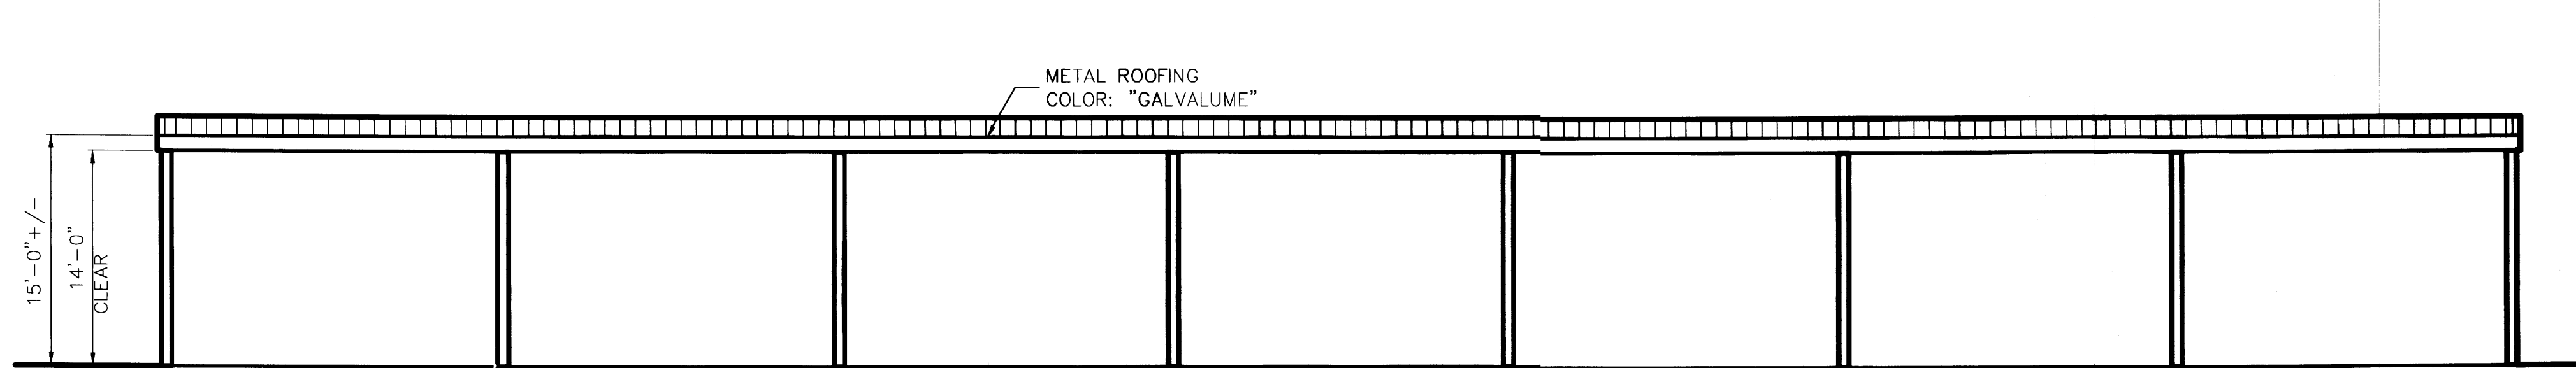 METAL ROOFING
COLOR: "GALVALUME"
15'-0"+/-
14'-0"
CLEAR